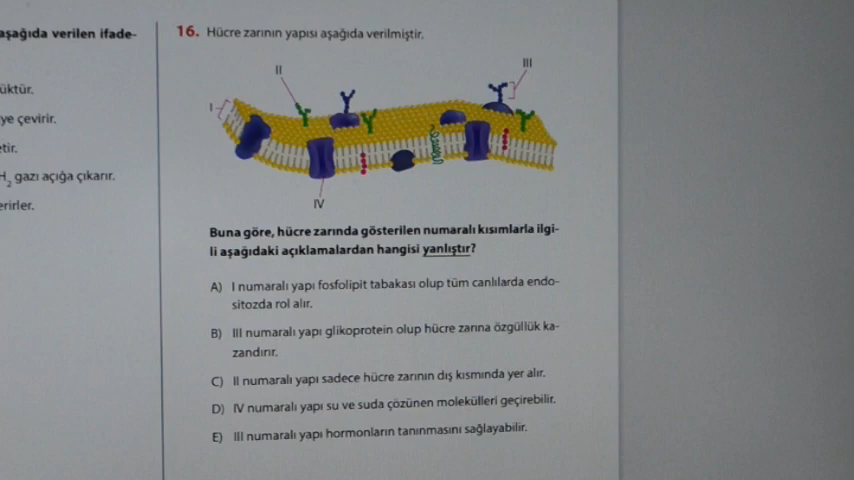 aşağıda verilen ifade-
üktür.
ye çevirir.
etir.
H2 gazı açığa çıkarır.
erirler.
16. Hücre zarının yapısı aşağıda verilmiştir.
II
III
I
IV
Buna göre, hücre zarında gösterilen numaralı kısımlarla ilgi-
li aşağıdaki açıklamalardan hangisi yanlıştır?
A) I numaralı yapı fosfolipit tabakası olup tüm canlılarda endo-
sitozda rol alır.
B) III numaralı yapı glikoprotein olup hücre zarına özgüllük ka-
zandırır.
C) II numaralı yapı sadece hücre zarının dış kısmında yer alır.
D) IV numaralı yapı su ve suda çözünen molekülleri geçirebilir.
E) III numaralı yapı hormonların tanınmasını sağlayabilir.